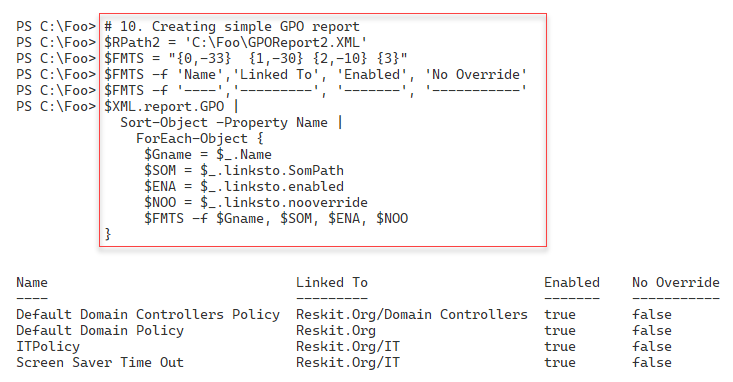 PS C:\Foo> # 10. Creating simple GPO report
PS C:\Foo> $RPath2 = 'C:\Foo\GPOReport2.XML'
PS C:\Foo> $FMTS = "{0,-33}  {1,-30} {2,-10} {3}"
PS C:\Foo> $FMTS -f 'Name','Linked To', 'Enabled', 'No Override'
PS C:\Foo> $FMTS -f '----','---------', '-------', '-----------'
PS C:\Foo> $XML.report.GPO |
Sort-Object -Property Name |
ForEach-Object {
$Gname = $_.Name
$SOM = $_.linksto.SomPath
$ENA = $_.linksto.enabled
$NOO = $_.linksto.nooverride
$FMTS -f $Gname, $SOM, $ENA, $NOO
}
Name Linked To Enabled No Override
---- --------- ------- -----------
Default Domain Controllers Policy Reskit.Org/Domain Controllers true false
Default Domain Policy Reskit.Org true false
ITPolicy Reskit.Org/IT true false
Screen Saver Time Out Reskit.Org/IT true false